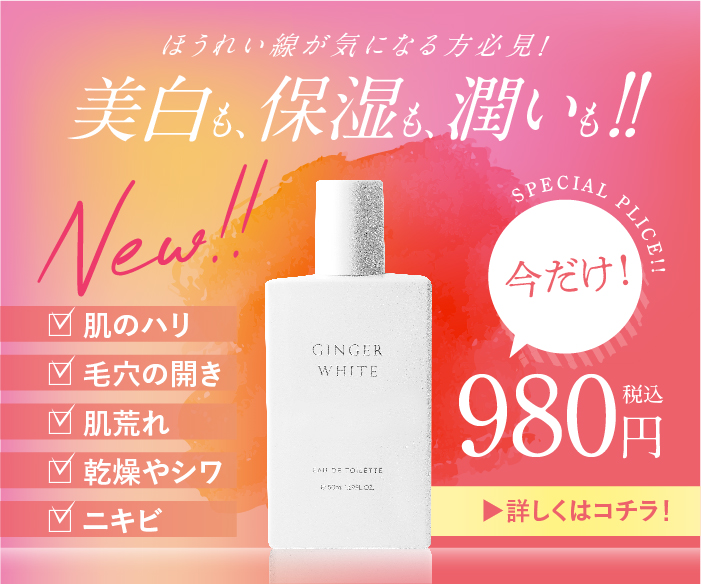 ほうれい線が気になる方必見!
美白も、保湿も、潤いも!!
New!!
SPECIAL PLICE!!
今だけ!
肌のハリ
毛穴の開き
肌荒れ
乾燥やシワ
ニキビ
GINGER
WHITE
EAU DE TOILETTE
980円
税込
▶詳しくはコチラ!